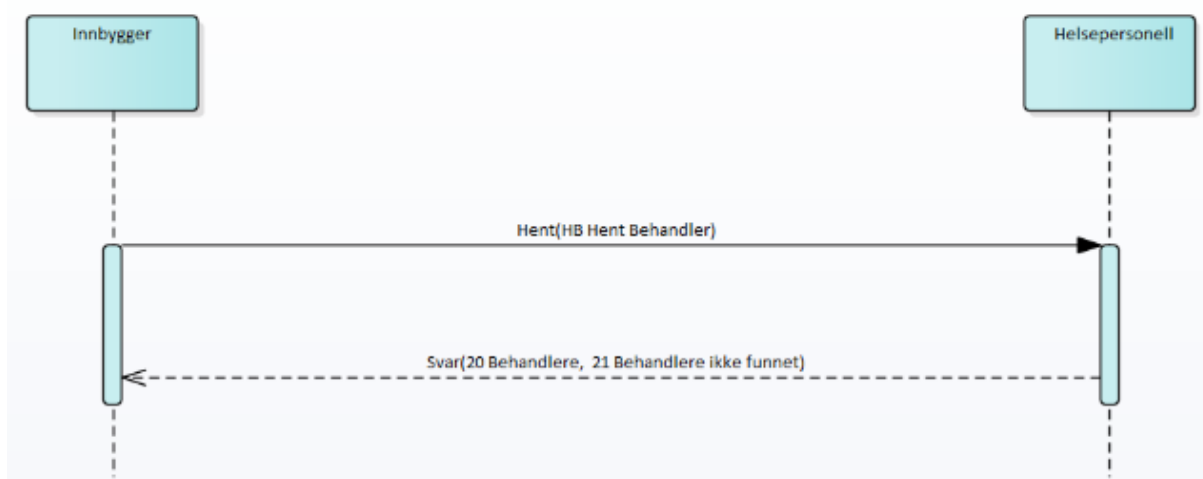 Innbygger
Helsepersonell
Hent(HB Hent Behandler)
Svar(20 Behandlere, 21 Behandlere ikke funnet)